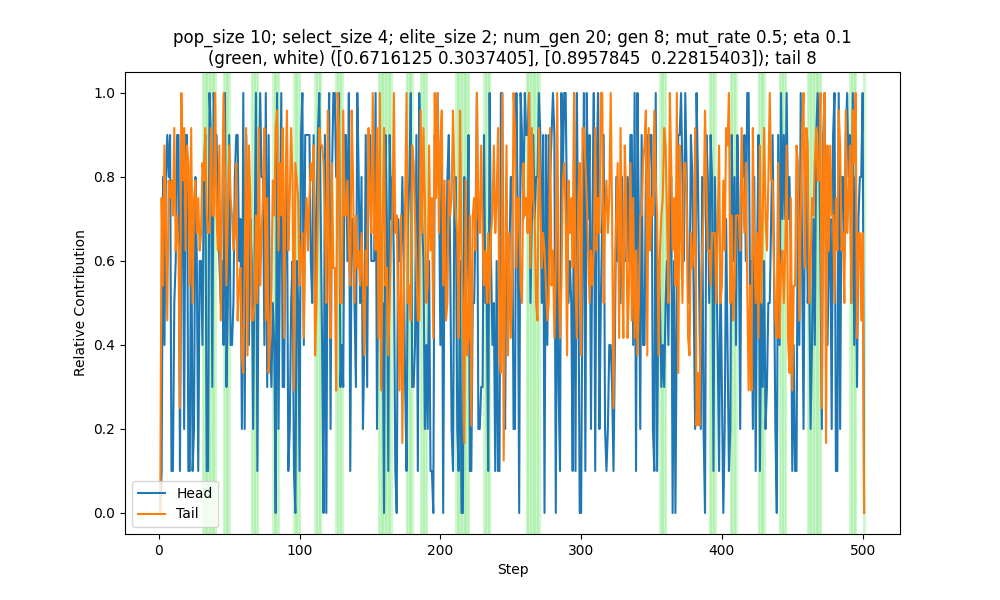 pop_size 10; select_size 4; elite_size 2; num_gen 20; gen 8; mut_rate 0.5; eta 0.1
(green, white) ([0.6716125 0.3037405], [0.8957845  0.22815403]); tail 8
1.0
0.8
0.6
0.4
0.2
0.0
Relative Contribution
Head
Tail
0
100
200
300
400
500
Step